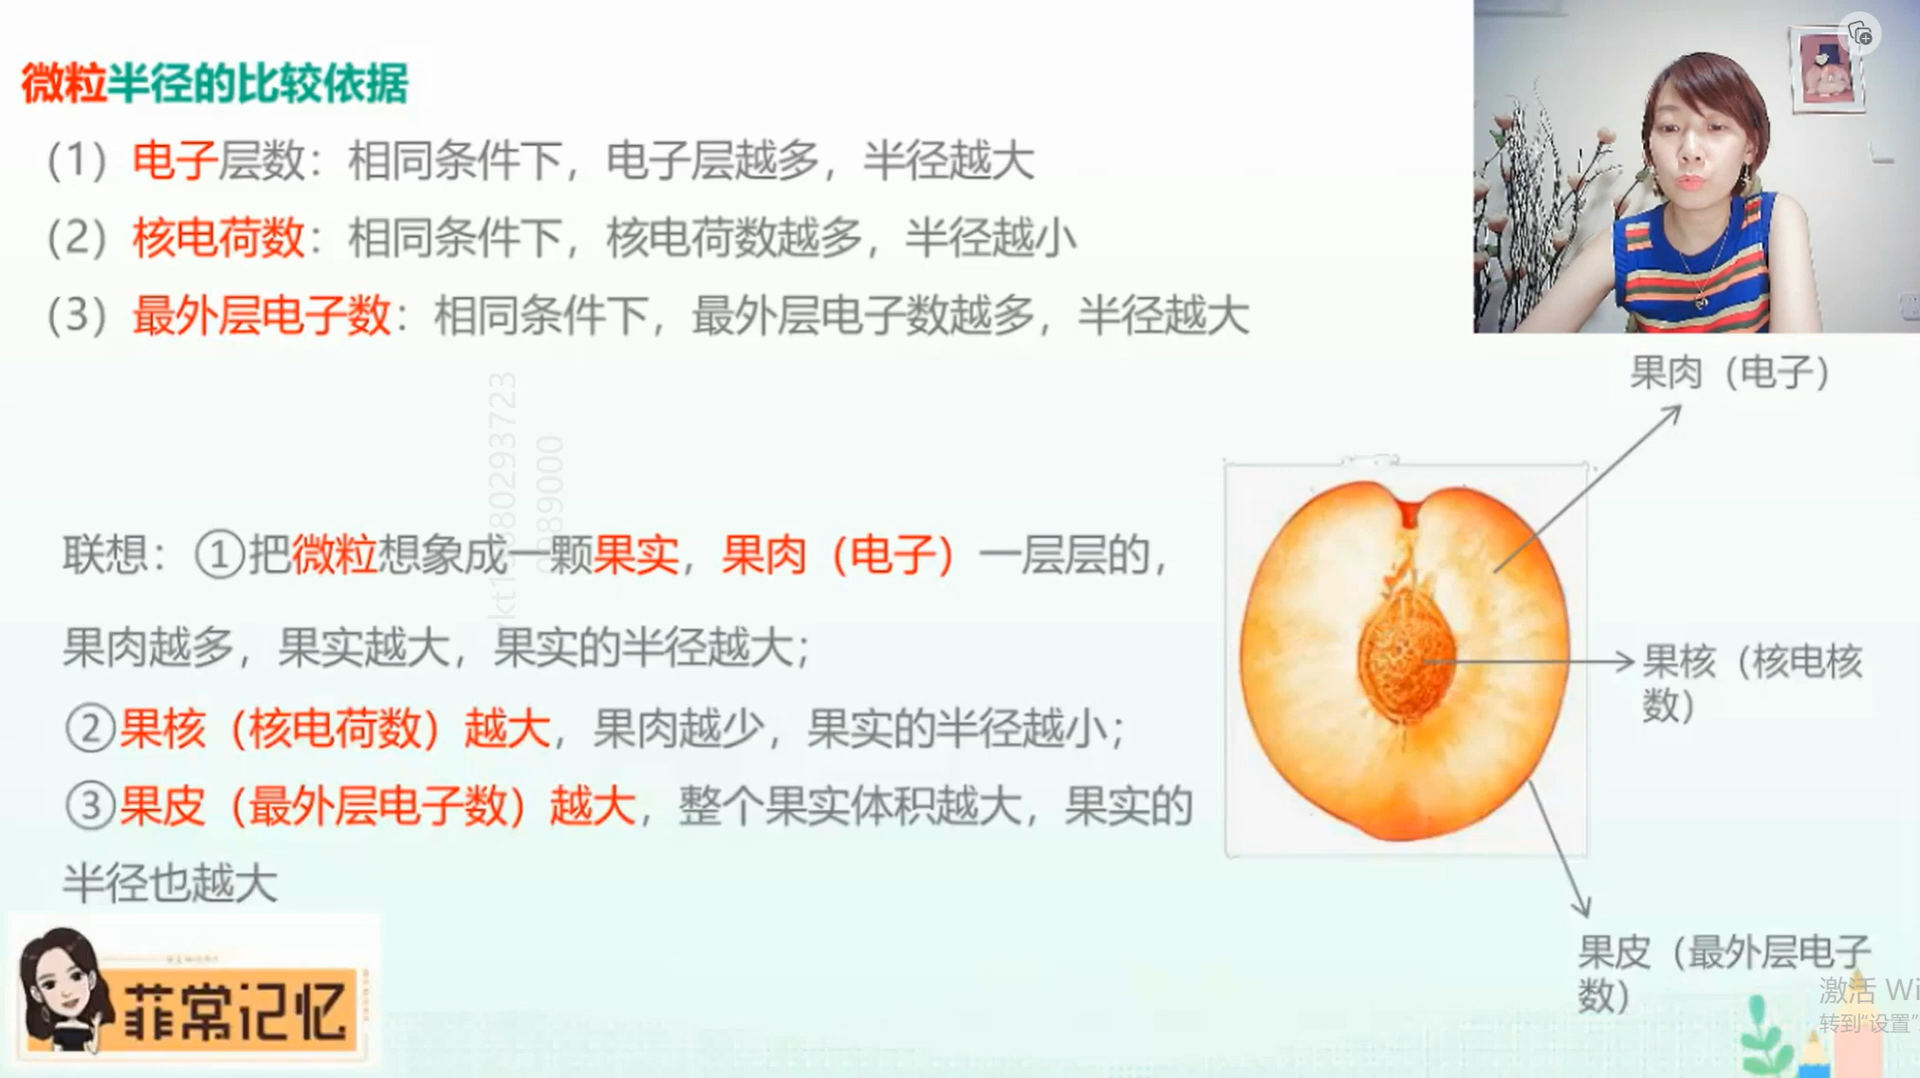 微粒半径的比较依据
（1）电子层数：相同条件下，电子层越多，半径越大
（2）核电荷数：相同条件下，核电荷数越多，半径越小
（3）最外层电子数：相同条件下，最外层电子数越多，半径越大
果肉（电子）
联想：①把微粒想象成一颗果实，果肉（电子）一层层的，
果肉越多，果实越大，果实的半径越大；
②果核（核电荷数）越大，果肉越少，果实的半径越小；
③果皮（最外层电子数）越大，整个果实体积越大，果实的
半径也越大
果核（核电核
数）
果皮（最外层电子
数）
菲常记忆
激活 Wi
转到"设置"